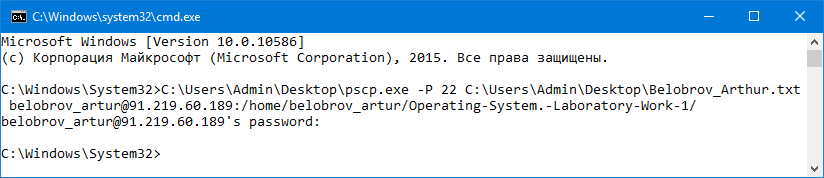 C:\Windows\system32\cmd.exe
Microsoft Windows [Version 10.0.10586]
(c) Корпорация Майкрософт (Microsoft Corporation), 2015. Все права защищены.
C:\Windows\System32>C:\Users\Admin\Desktop\pscp.exe -P 22 C:\Users\Admin\Desktop\Belobrov_Arthur.txt
belobrov_artur@91.219.60.189:/home/belobrov_artur/Operating-System.-Laboratory-Work-1/
belobrov_artur@91.219.60.189's password:
C:\Windows\System32>